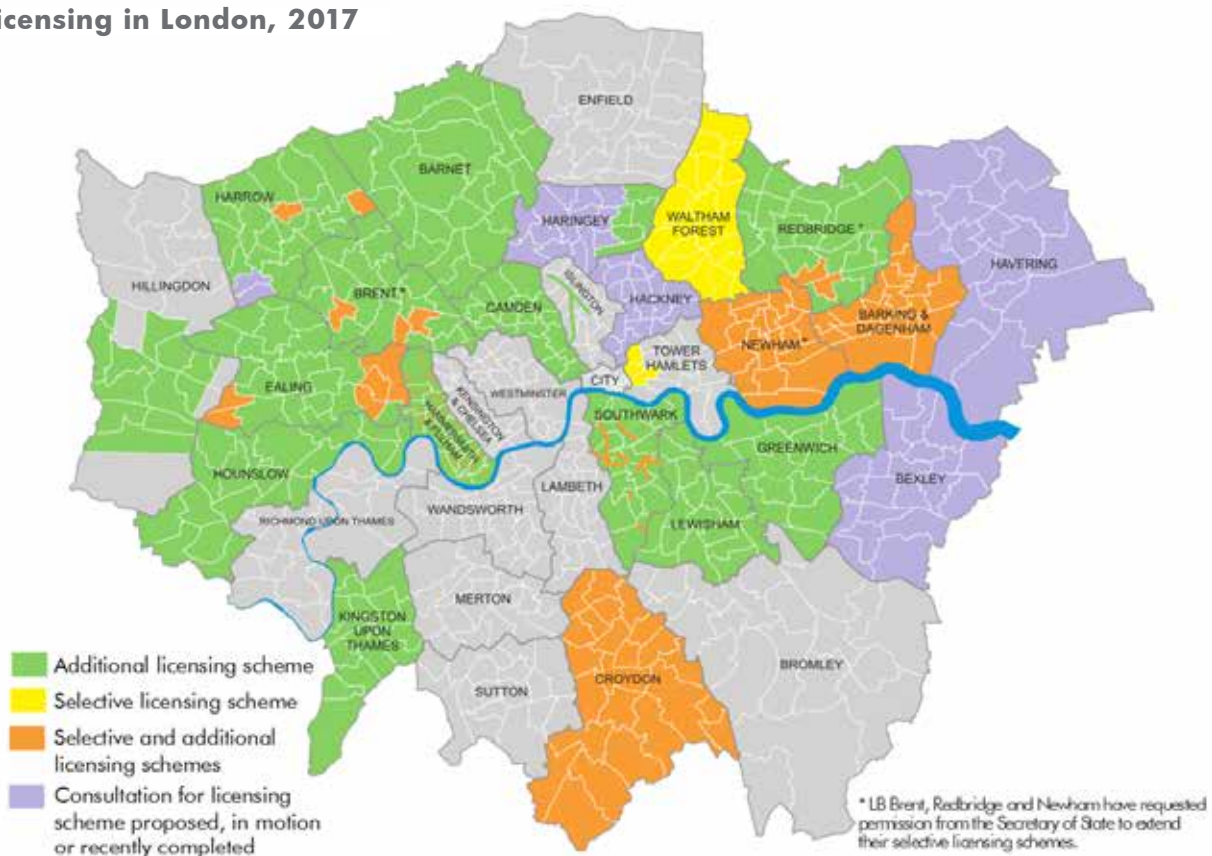 icensing in London, 2017
ENFIELD
BARNET
HARROW
HARINGEY
WALTHAM
FOREST
REDBRIDGE *
HAVERING
HILLINGDON
BRENT *
CAMDEN
ISLINGTON
HACKNEY
BARKING &
DAGENHAM
NEWHAM *
TOWER
HAMLETS
EALING
WESTMINSTER
CITY
KENSINGTON
& CHELSEA
HAMMERSMITH
& FULHAM
SOUTHWARK
GREENWICH
HOUNSLOW
BEXLEY
LAMBETH
WANDSWORTH
RICHMOND UPON THAMES
LEWISHAM
MERTON
KINGSTON
UPON
THAMES
BROMLEY
CROYDON
SUTTON
Additional licensing scheme
Selective licensing scheme
Selective and additional
licensing schemes
Consultation for licensing
scheme proposed, in motion
or recently completed
* LB Brent, Redbridge and Newham have requested
permission from the Secretary of State to extend
their selective licensing schemes.